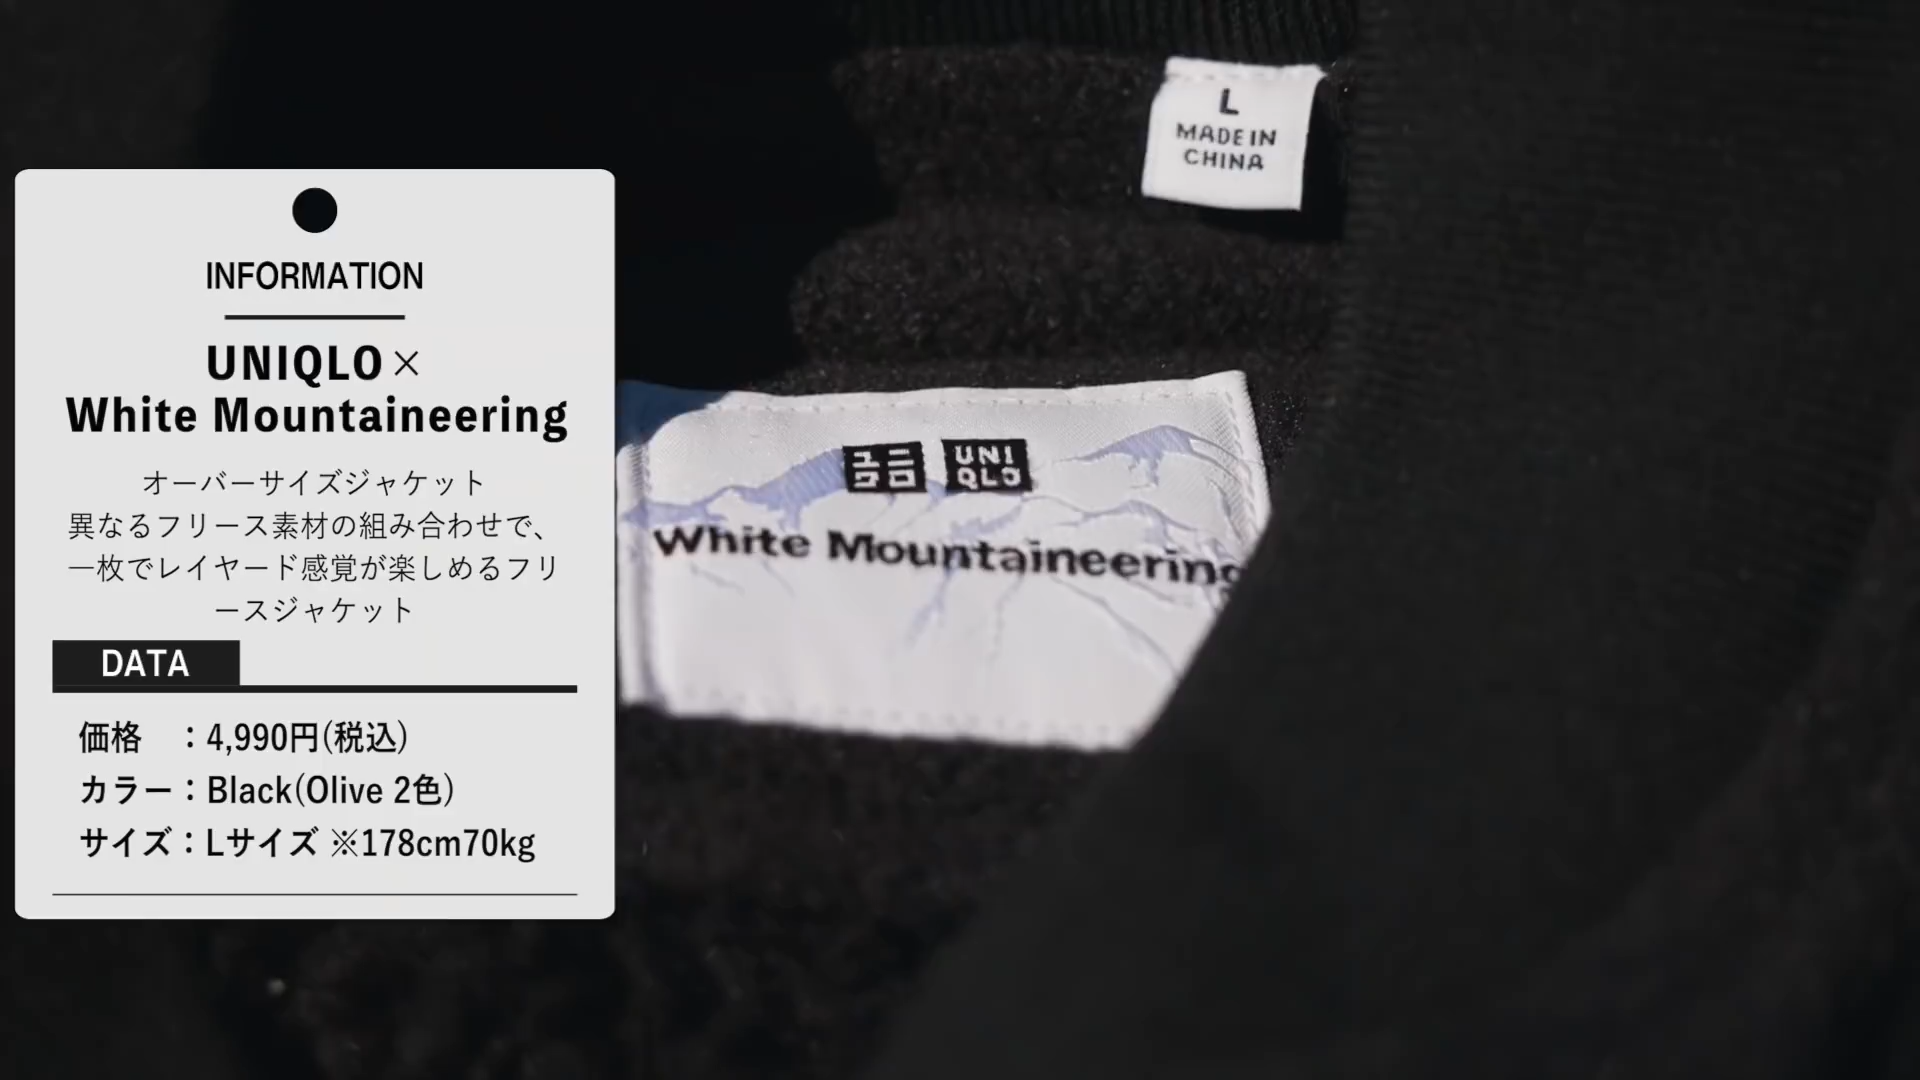 INFORMATION
UNIQLO×
White Mountaineering
オーバーサイズジャケット
異なるフリース素材の組み合わせで、
一枚でレイヤード感覚が楽しめるフリ
ースジャケット
DATA
価格　：4,990円(税込)
カラー：Black(Olive 2色)
サイズ：Lサイズ ※178cm70kg
L
MADE IN
CHINA
ユニ UNI
クロ QLO
White Mountaineering